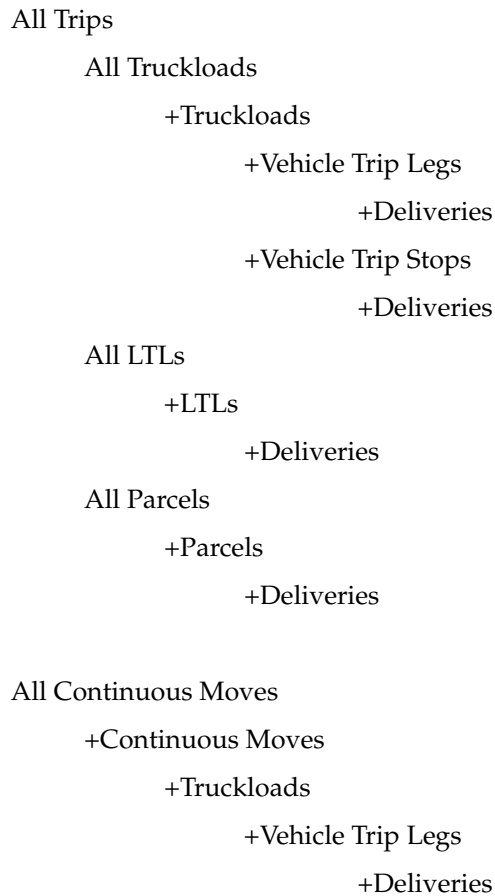 All Trips
All Truckloads
+Truckloads
+Vehicle Trip Legs
+Deliveries
+Vehicle Trip Stops
+Deliveries
All LTLs
+LTLs
+Deliveries
All Parcels
+Parcels
+Deliveries
All Continuous Moves
+Continuous Moves
+Truckloads
+Vehicle Trip Legs
+Deliveries